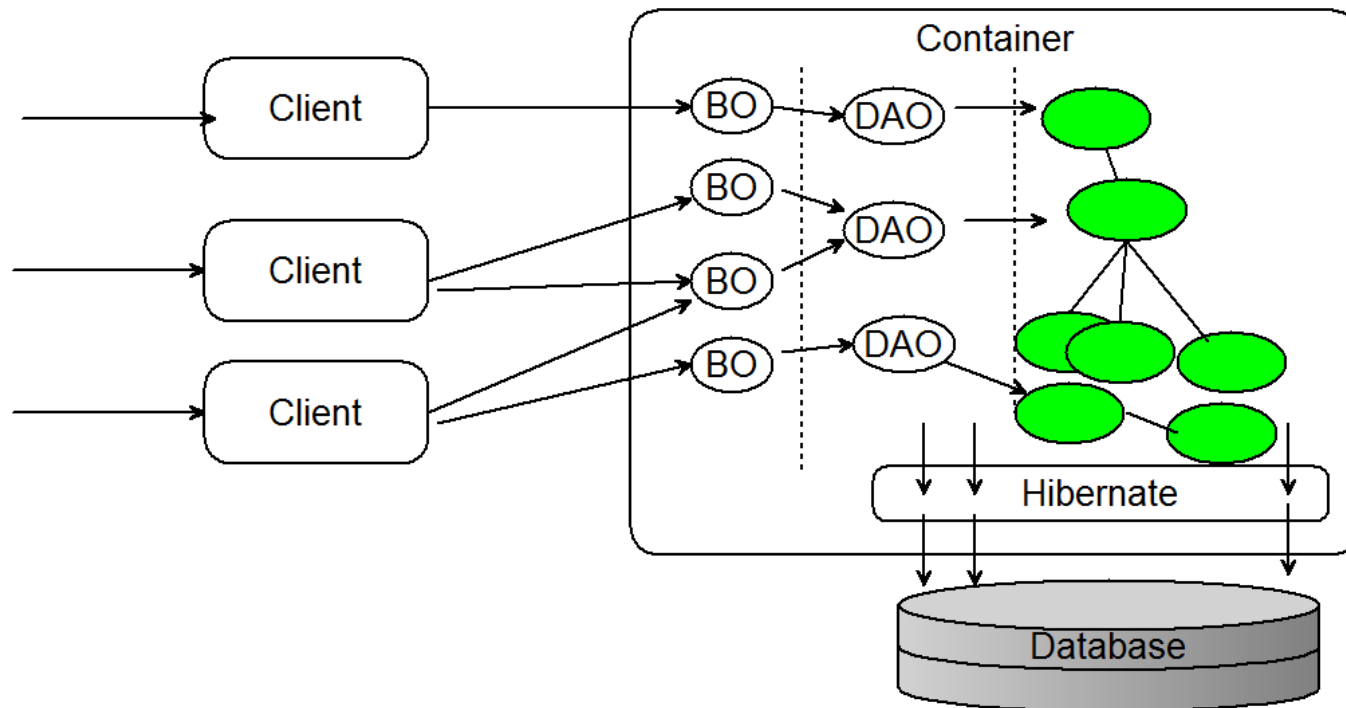 Container
Client
BO
DAO
BO
Client
DAO
BO
BO
DAO
Client
Hibernate
Database